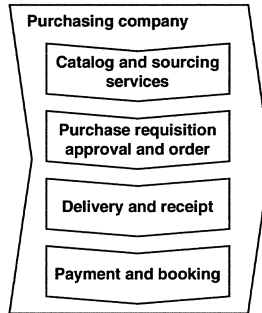 Purchasing company
Catalog and sourcing
services
Purchase requisition
approval and order
Delivery and receipt
Payment and booking